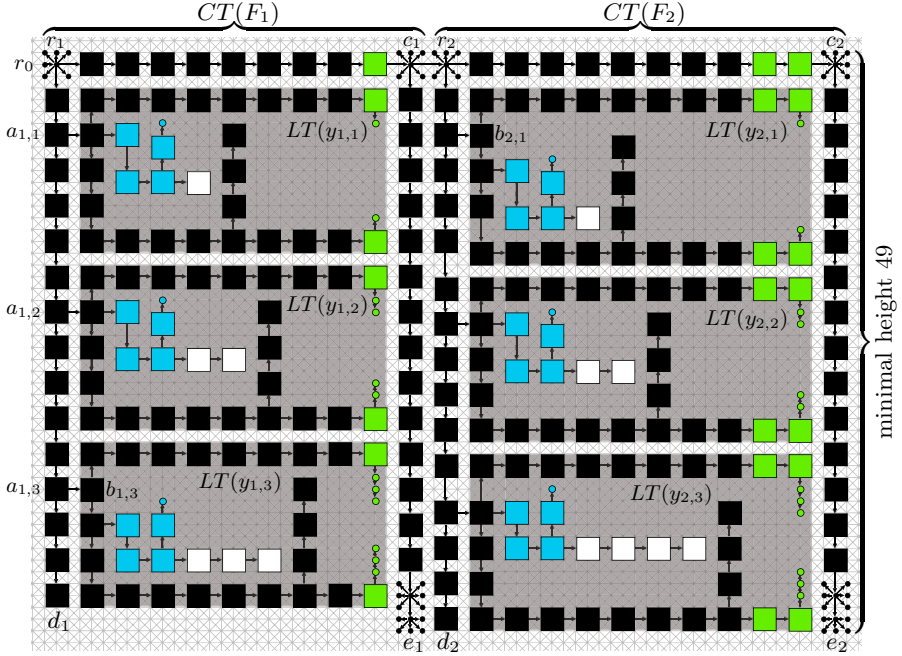 CT(F₁) CT(F₂)
r₁ c₁ r₂ c₂
r₀
a₁,₁ LT(y₁,₁) b₂,₁ LT(y₂,₁)
a₁,₂ LT(y₁,₂) LT(y₂,₂)
minimal height 49
a₁,₃ b₁,₃ LT(y₁,₃) LT(y₂,₃)
d₁ e₁ d₂ e₂